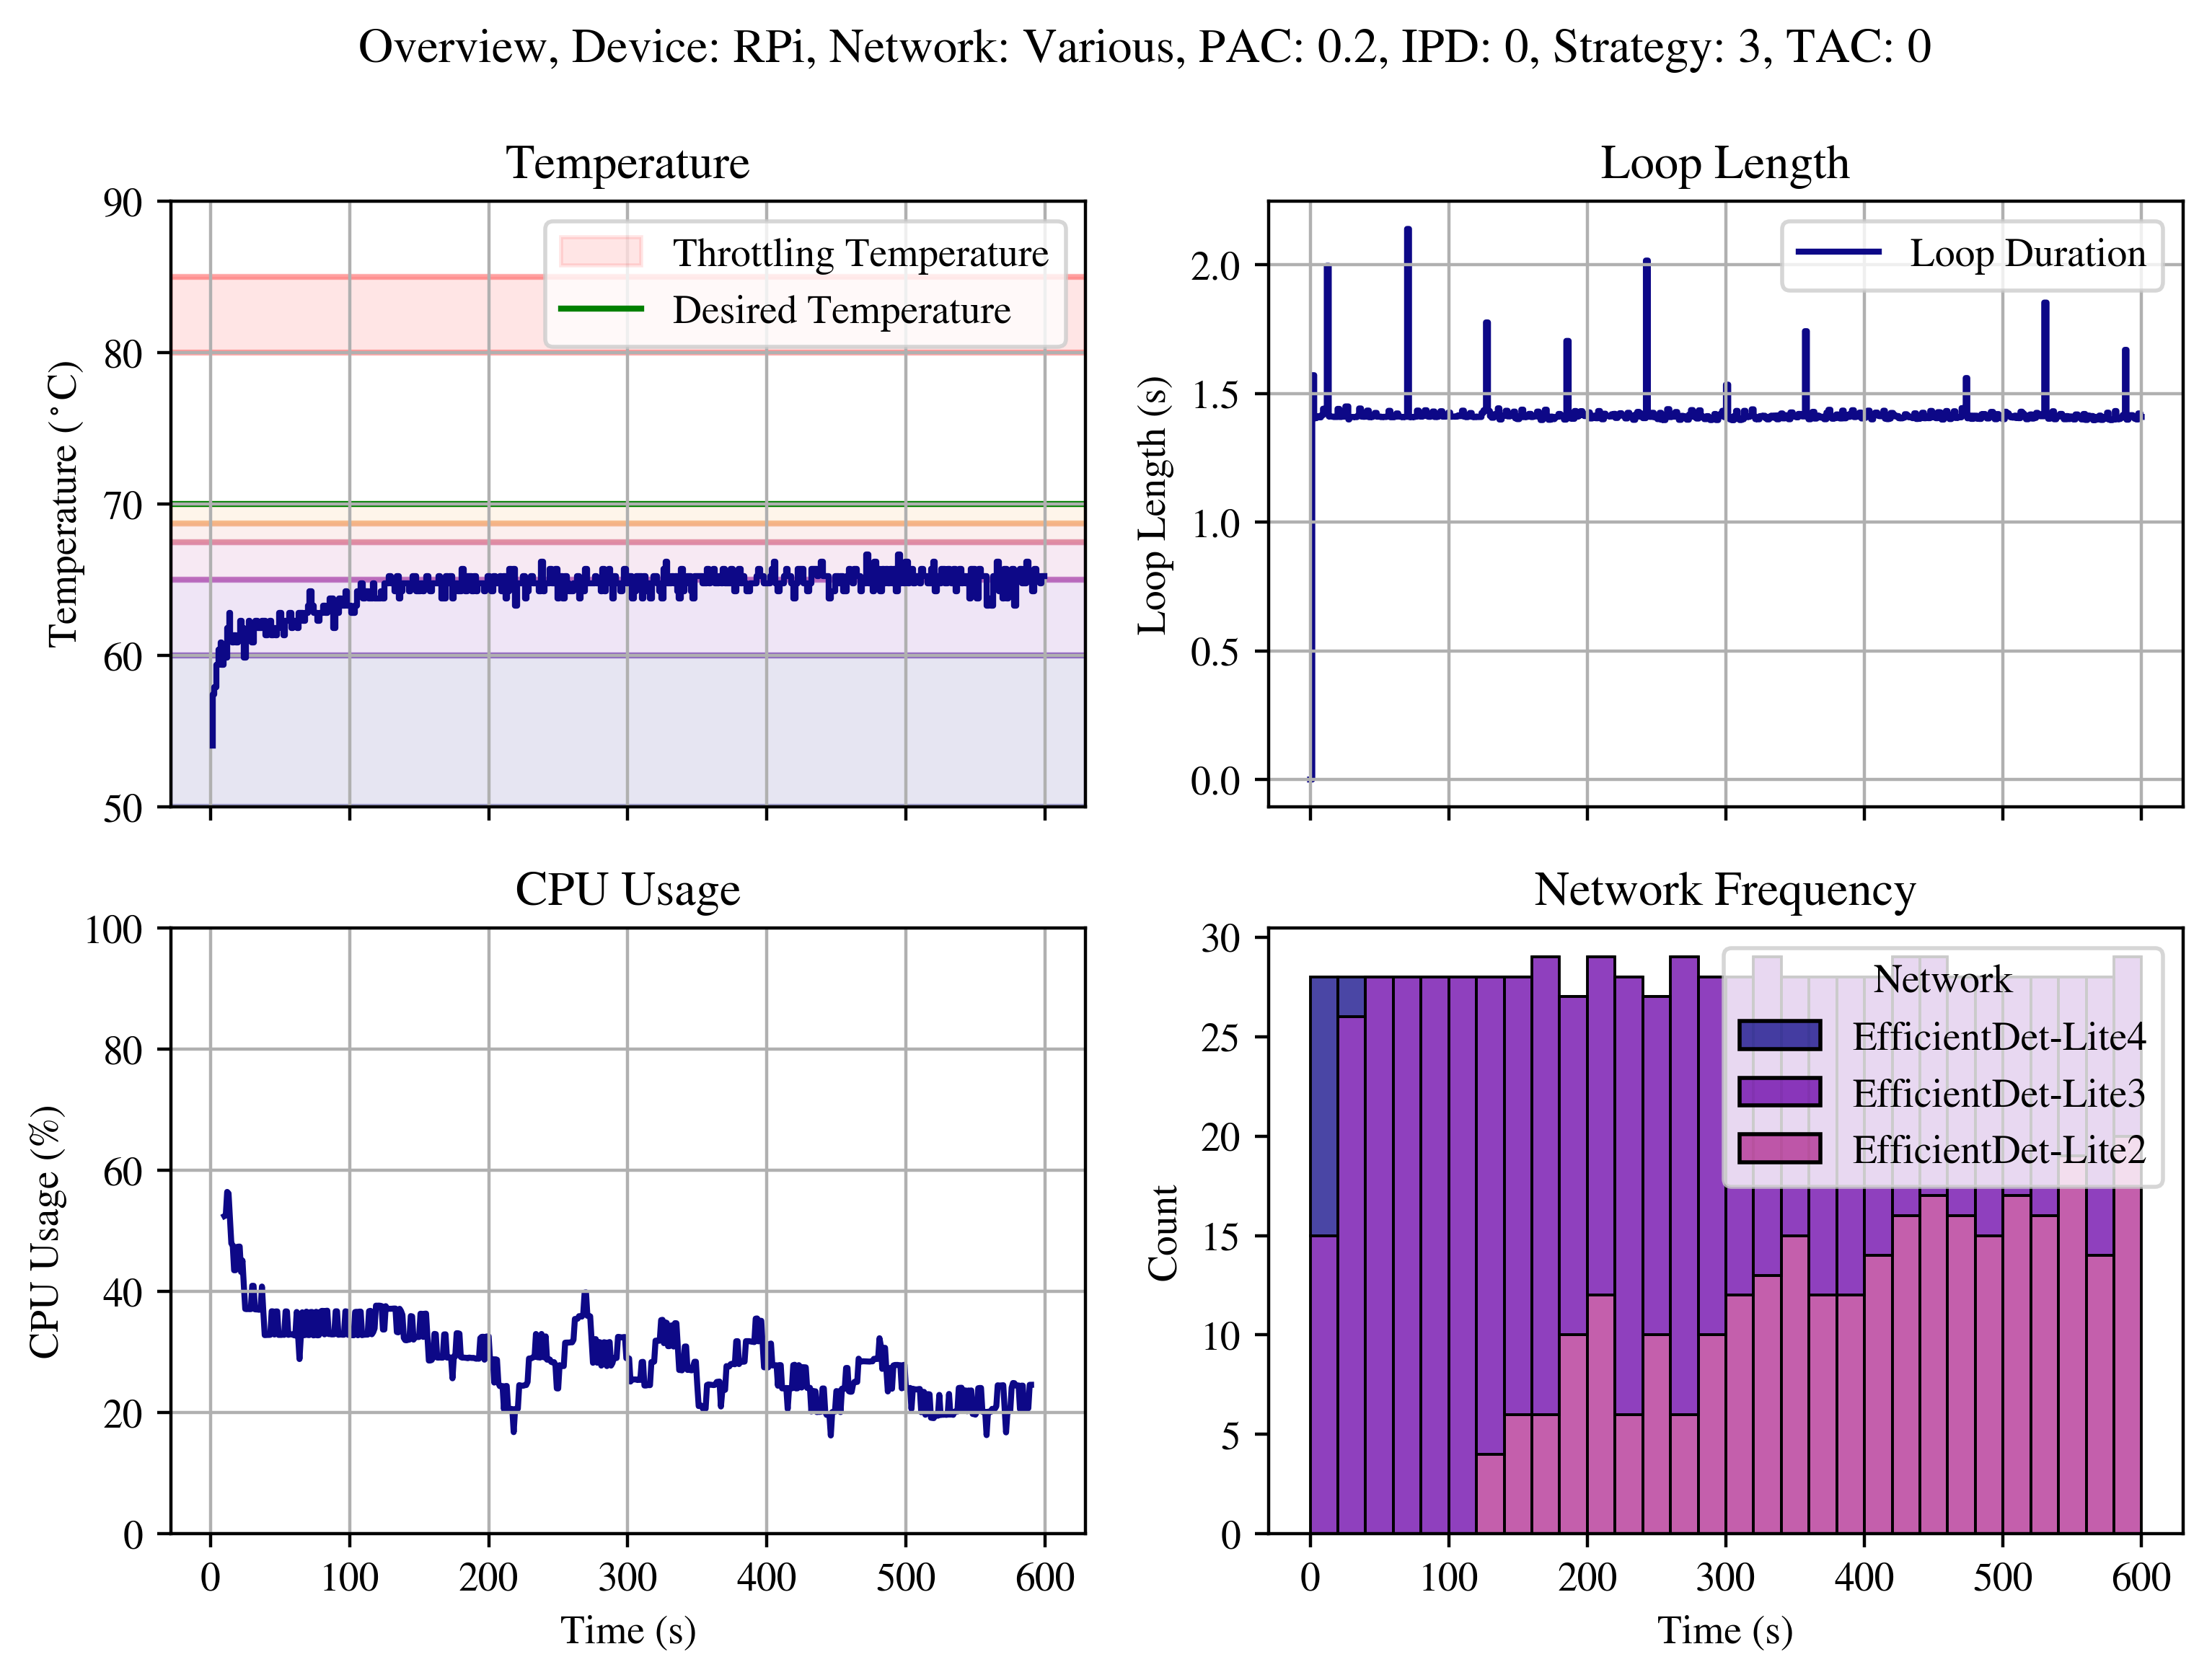 Overview, Device: RPi, Network: Various, PAC: 0.2, IPD: 0, Strategy: 3, TAC: 0
Temperature
90
80
70
60
50
Temperature (°C)
Throttling Temperature
Desired Temperature
Loop Length
2.0
1.5
1.0
0.5
0.0
Loop Length (s)
Loop Duration
CPU Usage
100
80
60
40
20
0
CPU Usage (%)
0 100 200 300 400 500 600
Time (s)
Network Frequency
30
25
20
15
10
5
0
Count
Network
EfficientDet-Lite4
EfficientDet-Lite3
EfficientDet-Lite2
0 100 200 300 400 500 600
Time (s)